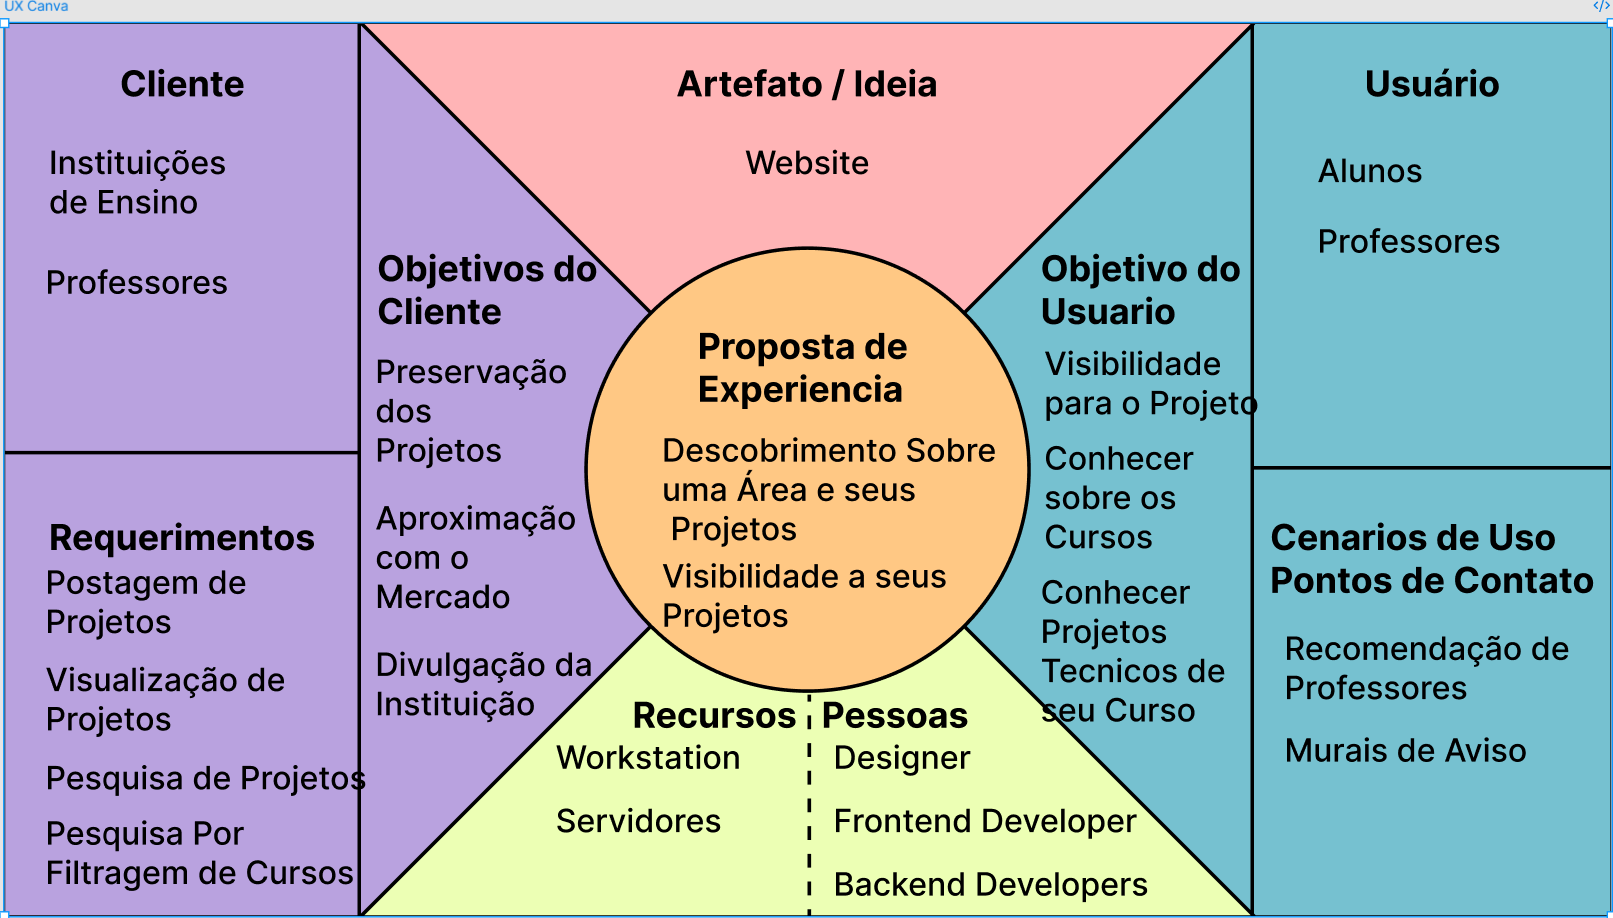 UX Canva
</>
Cliente
Instituições
de Ensino
Professores
Artefato / Ideia
Website
Usuário
Alunos
Professores
Objetivos do
Cliente
Preservação
dos
Projetos
Aproximação
com o
Mercado
Divulgação da
Instituição
Proposta de
Experiencia
Descobrimento Sobre
uma Área e seus
Projetos
Visibilidade a seus
Projetos
Objetivo do
Usuario
Visibilidade
para o Projeto
Conhecer
sobre os
Cursos
Conhecer
Projetos
Tecnicos de
seu Curso
Requerimentos
Postagem de
Projetos
Visualização de
Projetos
Pesquisa de Projetos
Pesquisa Por
Filtragem de Cursos
Recursos
Workstation
Servidores
Pessoas
Designer
Frontend Developer
Backend Developers
Cenarios de Uso
Pontos de Contato
Recomendação de
Professores
Murais de Aviso